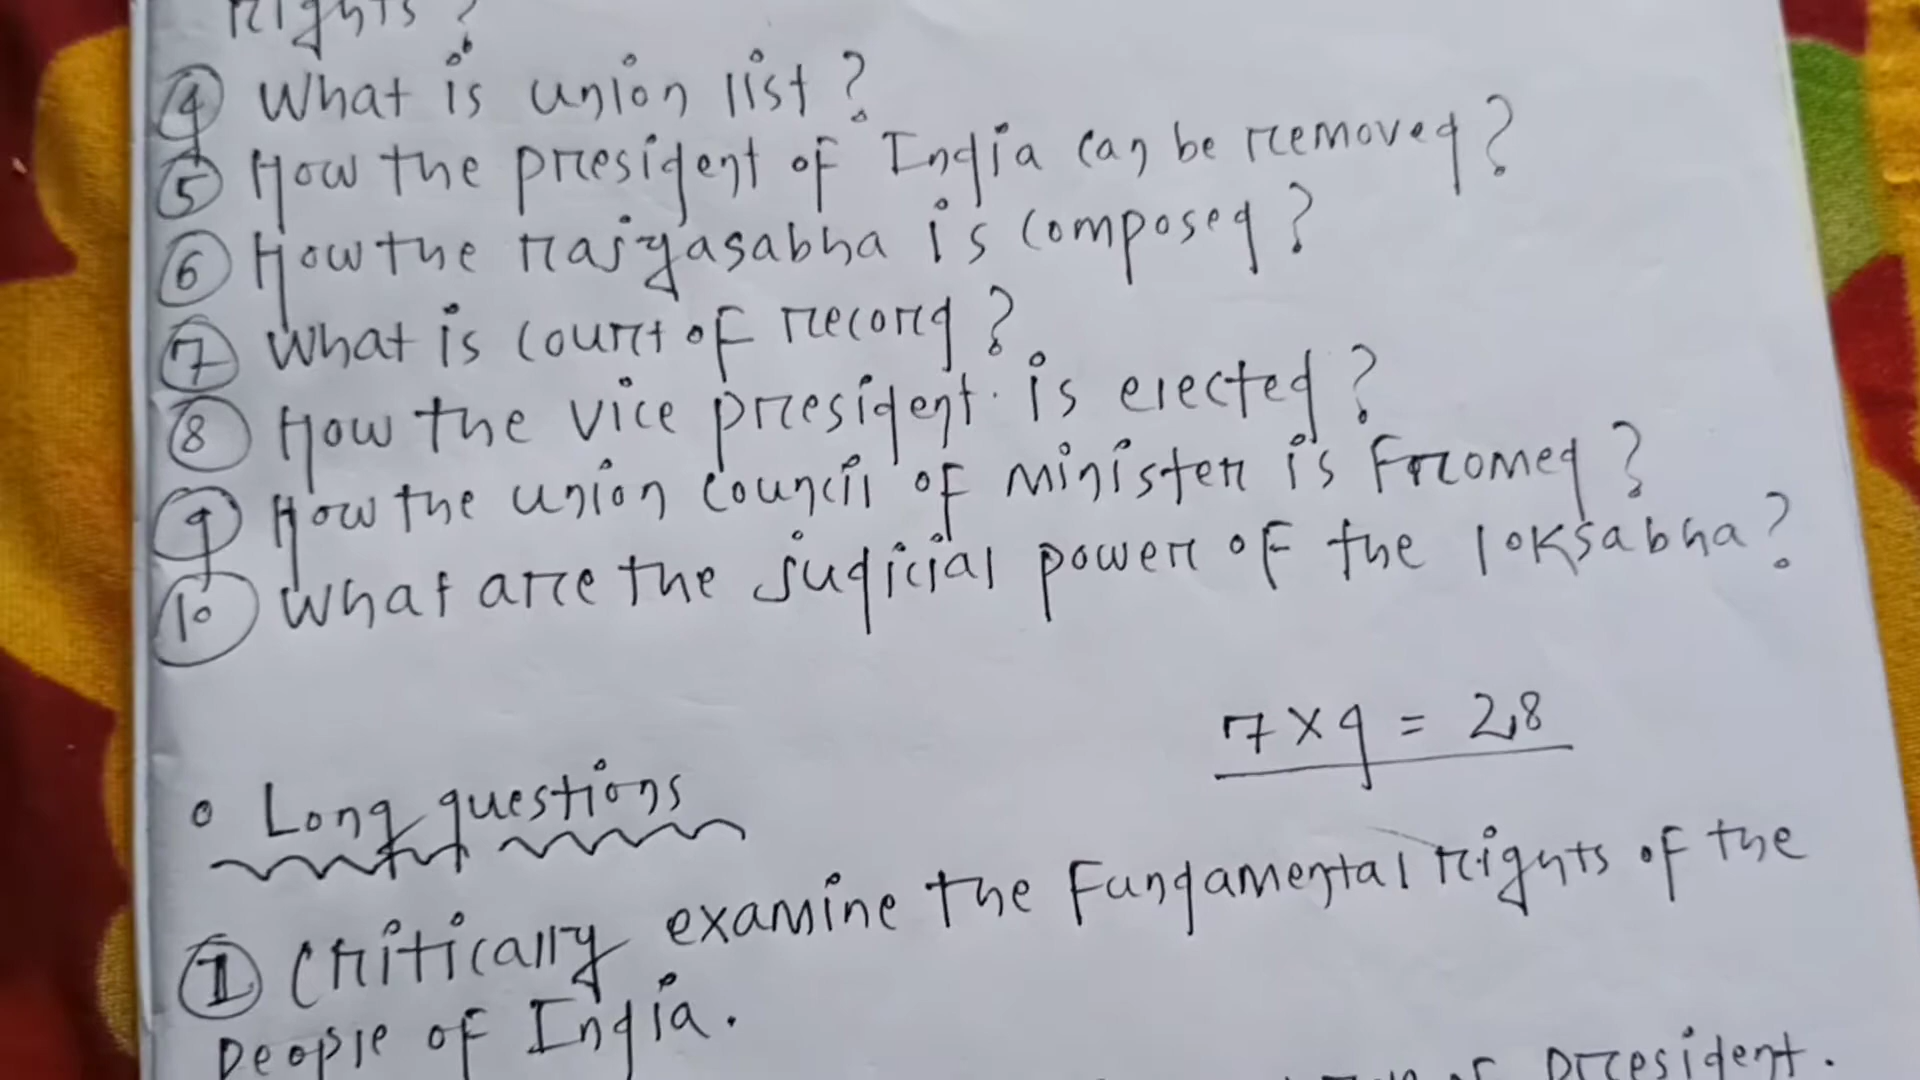 Rights?
④ What is union list?
⑤ How the president of India can be removed?
⑥ How the rajyasabha is composed?
⑦ What is court of record?
⑧ How the vice president is elected?
⑨ How the union council of minister is Fromed?
⑩ What are the judicial power of the loksabha?
7 x 4 = 28
• Long questions
① Critically examine the Fundamental rights of the
People of India.
president.